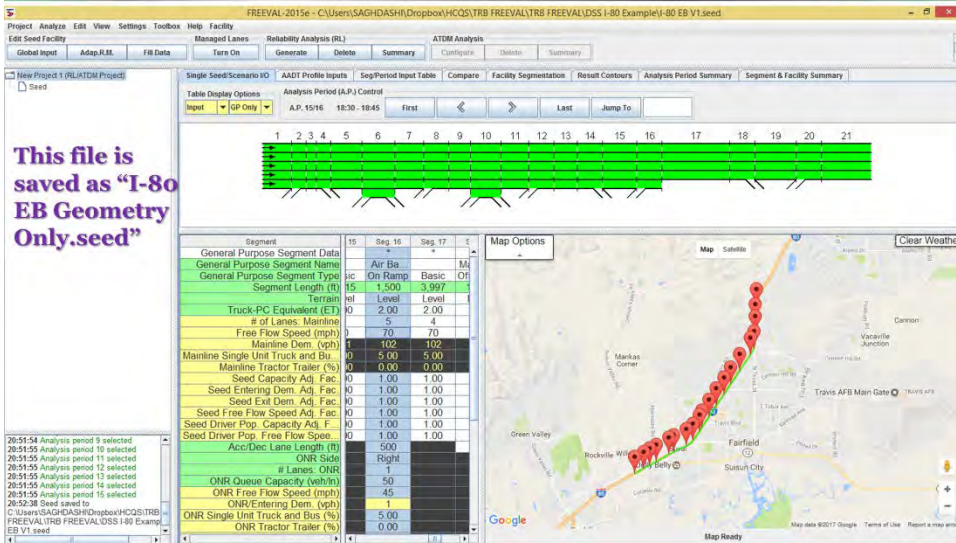 FREEVAL-2015e - C:\Users\SAGHDASHI\Dropbox\HCQS\TRB FREEVAL\TRB FREEVAL\DSS I-80 Example\I-80 EB V1.seed
Project Analyze Edit View Settings Toolbox Help Facility
Edit Seed Facility Managed Lanes Reliability Analysis (RL) ATDM Analysis
Global Input Adap.R.M. Fill Data Turn On Generate Delete Summary Configure Delete Summary
New Project 1 (RL/ATDM Project)
Seed
This file is
saved as "I-80
EB Geometry
Only.seed"
20:51:54 Analysis period 9 selected
20:51:55 Analysis period 10 selected
20:51:55 Analysis period 11 selected
20:51:55 Analysis period 12 selected
20:51:55 Analysis period 13 selected
20:51:55 Analysis period 14 selected
20:51:55 Analysis period 15 selected
20:52:38 Seed saved to
C:\Users\SAGHDASHI\Dropbox\HCQS\TRB
FREEVAL\TRB FREEVAL\DSS I-80 Examp
EB V1.seed
Single Seed/Scenario I/O AADT Profile Inputs Seg/Period Input Table Compare Facility Segmentation Result Contours Analysis Period Summary Segment & Facility Summary
Table Display Options Analysis Period (A.P.) Control
Input GP Only A.P. 15/16 18:30 - 18:45 First Last Jump To
1 2 3 4 5 6 7 8 9 10 11 12 13 14 15 16 17 18 19 20 21
Segment 15 Seg. 16 Seg. 17 S
General Purpose Segment Data * *
General Purpose Segment Name Air Ba... Ma
General Purpose Segment Type sic On Ramp Basic Of
Segment Length (ft) 15 1,500 3,997
Terrain vel Level Level
Truck-PC Equivalent (ET) 2.00 2.00
# of Lanes: Mainline 5 4
Free Flow Speed (mph) 70 70
Mainline Dem. (vph) 102 102
Mainline Single Unit Truck and Bu... 5.00 5.00
Mainline Tractor Trailer (%) 0.00 0.00
Seed Capacity Adj. Fac. 1.00 1.00
Seed Entering Dem. Adj. Fac. 1.00 1.00
Seed Exit Dem. Adj. Fac. 1.00 1.00
Seed Free Flow Speed Adj. Fac. 1.00 1.00
Seed Driver Pop. Capacity Adj. F... 1.00 1.00
Seed Driver Pop. Free Flow Spee... 1.00 1.00
Acc/Dec Lane Length (ft) 500
ONR Side Right
# Lanes: ONR 1
ONR Queue Capacity (veh/ln) 50
ONR Free Flow Speed (mph) 45
ONR/Entering Dem. (vph) 1
ONR Single Unit Truck and Bus (%) 5.00
ONR Tractor Trailer (%) 0.00
Map Options Map Satellite Clear Weathe
Cannon
Vacaville
Junction
Mankas
Corner
Travis AFB Main Gate
Green Valley
Fairfield
Rockville
Belly
Suisun City
Google Map data ©2017 Google Terms of Use Report a map erro
Map Ready